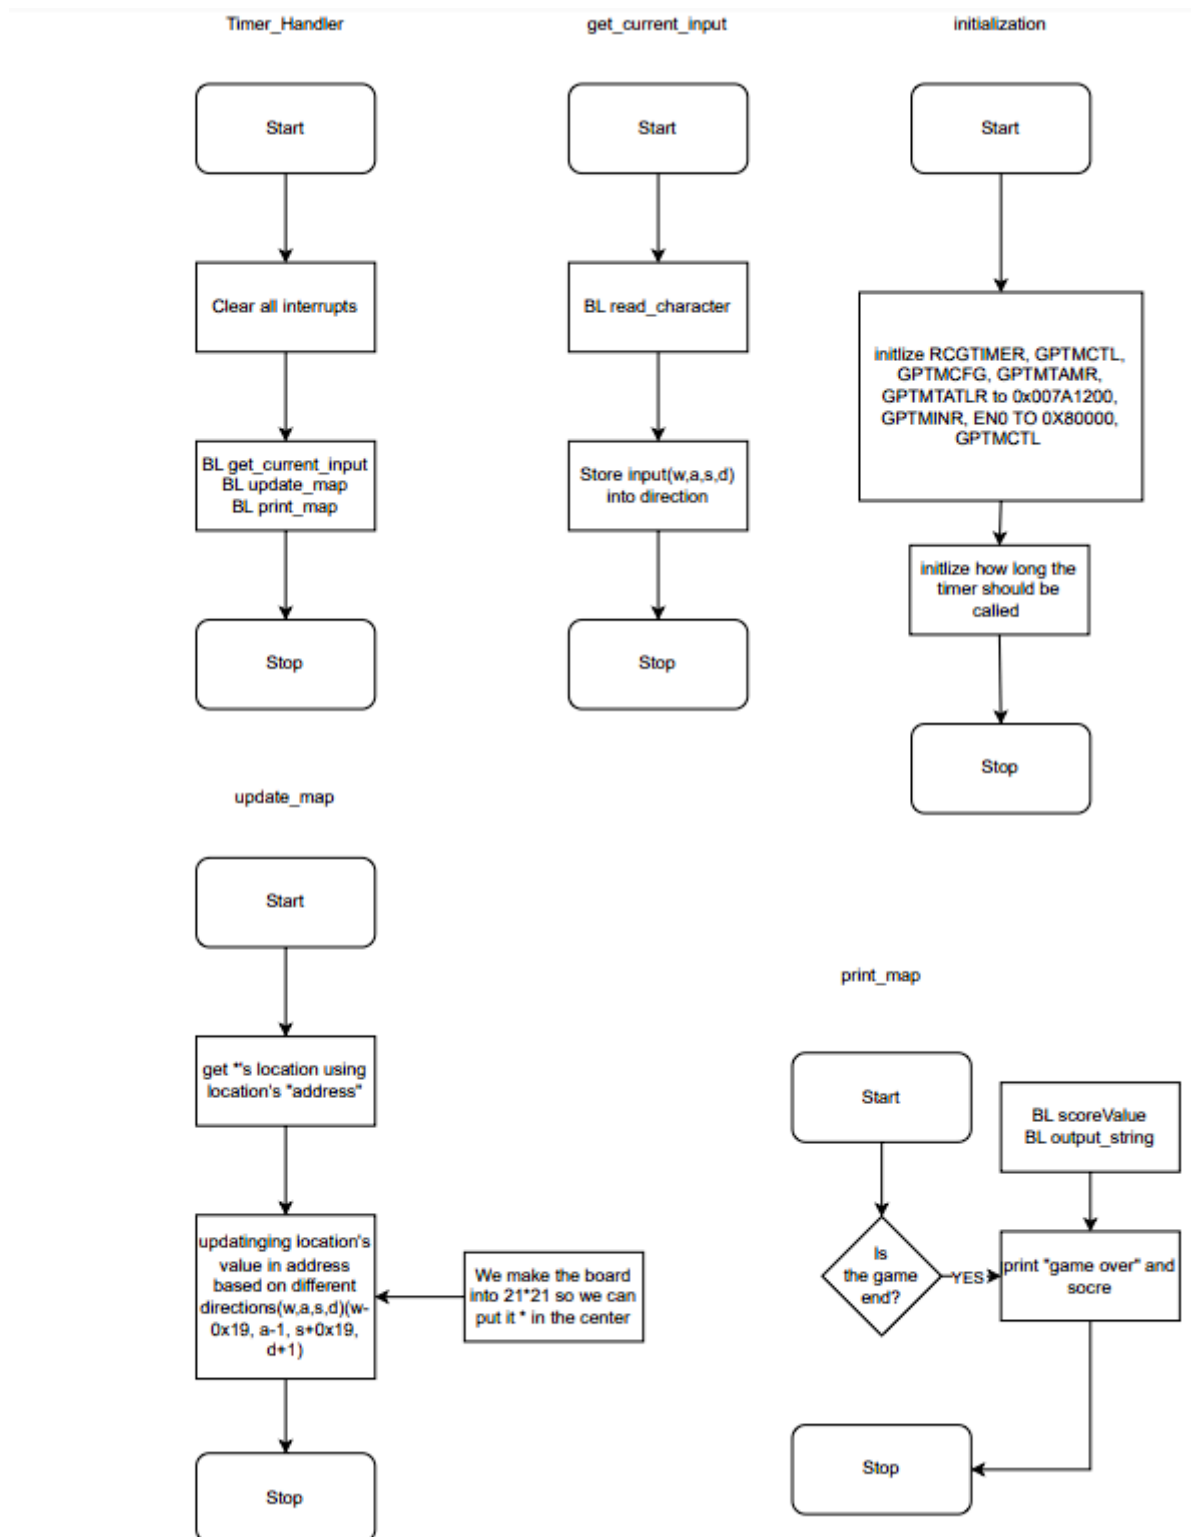 Timer_Handler
Start
Clear all interrupts
BL get_current_input
BL update_map
BL print_map
Stop
get_current_input
Start
BL read_character
Store input(w,a,s,d)
into direction
Stop
initialization
Start
initlize RCGTIMER, GPTMCTL,
GPTMCFG, GPTMTAMR,
GPTMTATLR to 0x007A1200,
GPTMINR, EN0 TO 0X80000,
GPTMCTL
initlize how long the
timer should be
called
Stop
update_map
Start
get *'s location using
location's "address"
updatinging location's
value in address
based on different
directions(w,a,s,d)(w-
0x19, a-1, s+0x19,
d+1)
We make the board
into 21*21 so we can
put it * in the center
Stop
print_map
Start
Is
the game
end?
YES
BL scoreValue
BL output_string
print "game over" and
socre
Stop